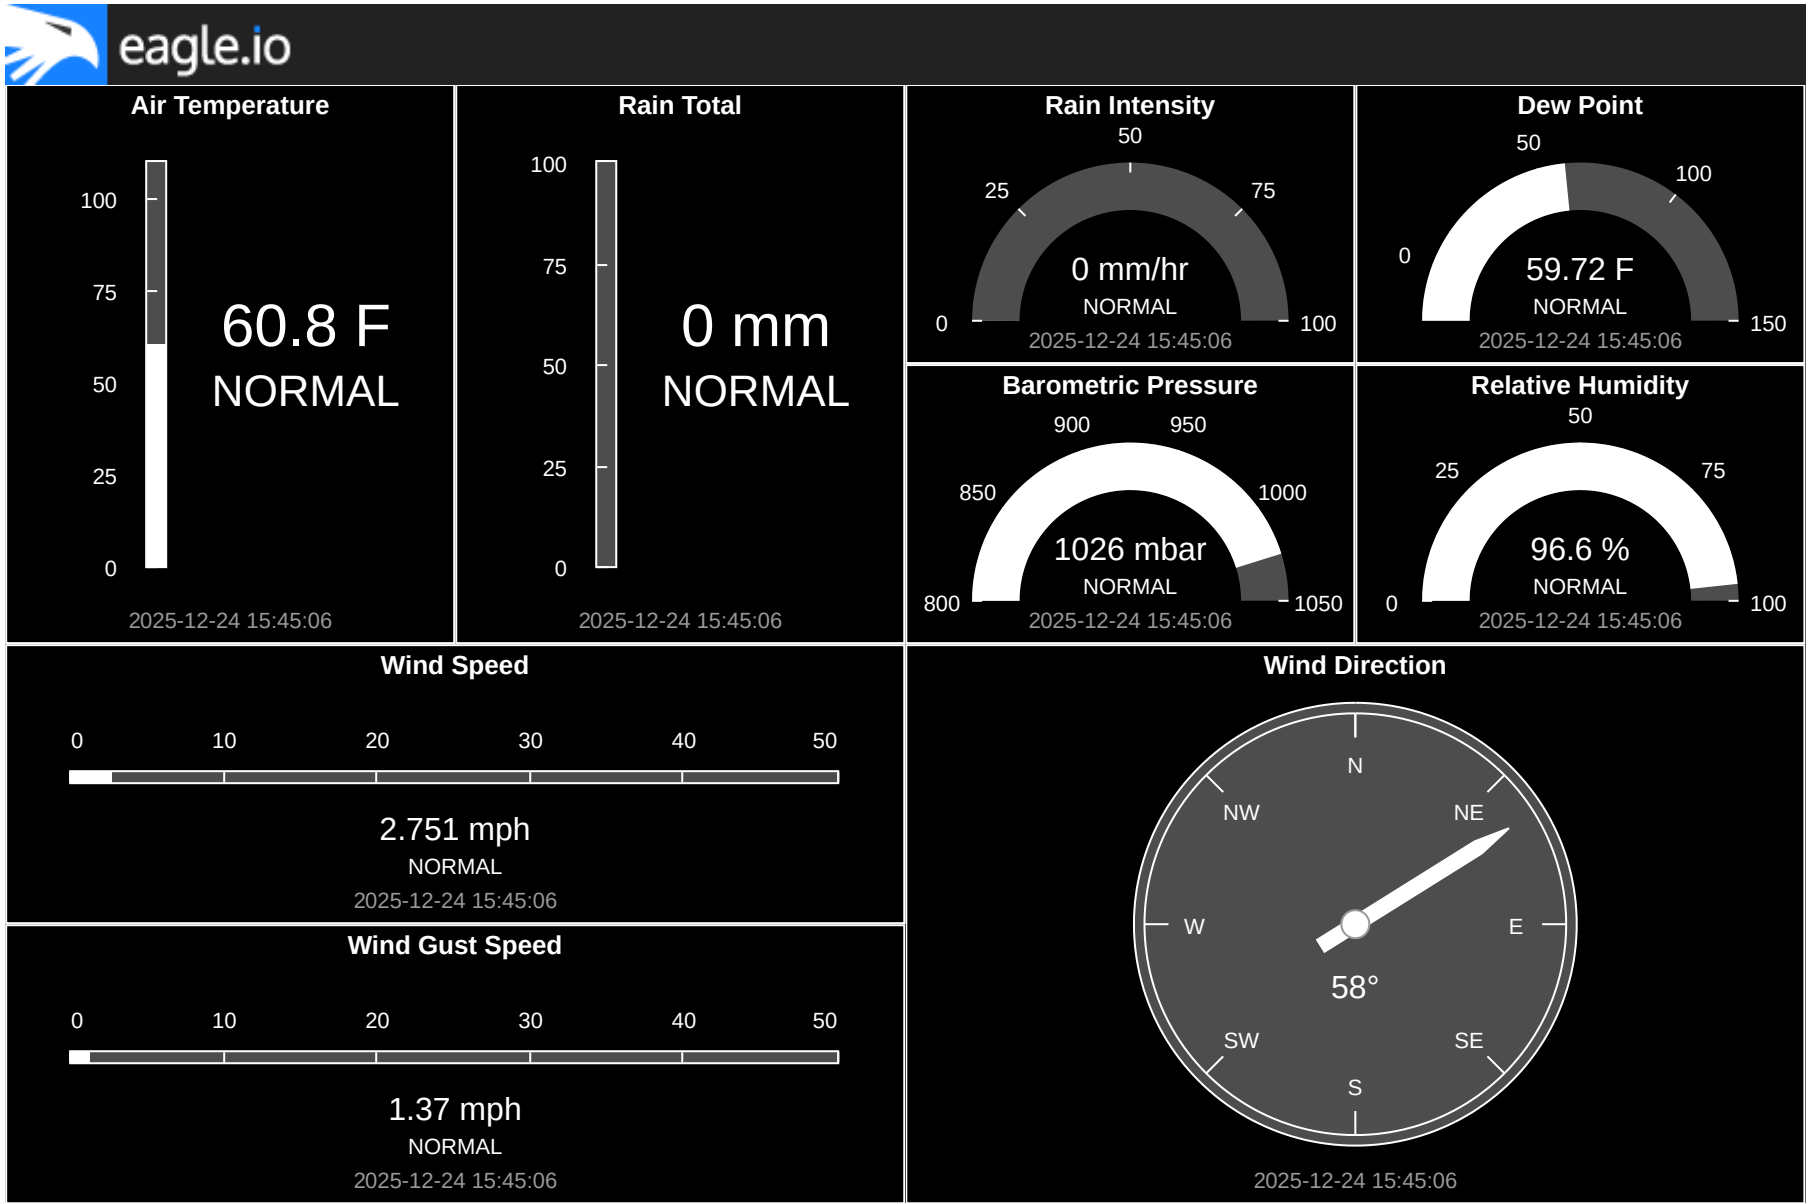 eagle.io
Air Temperature
100
75
50
25
0
60.8 F
NORMAL
2025-12-24 15:45:06
Rain Total
100
75
50
25
0
0 mm
NORMAL
2025-12-24 15:45:06
Rain Intensity
50
25
75
0
100
0 mm/hr
NORMAL
2025-12-24 15:45:06
Dew Point
50
100
0
150
59.72 F
NORMAL
2025-12-24 15:45:06
Barometric Pressure
900 950
850 1000
800 1050
1026 mbar
NORMAL
2025-12-24 15:45:06
Relative Humidity
50
25 75
0 100
96.6 %
NORMAL
2025-12-24 15:45:06
Wind Speed
0 10 20 30 40 50
2.751 mph
NORMAL
2025-12-24 15:45:06
Wind Gust Speed
0 10 20 30 40 50
1.37 mph
NORMAL
2025-12-24 15:45:06
Wind Direction
N
NW NE
W E
58°
SW SE
S
2025-12-24 15:45:06